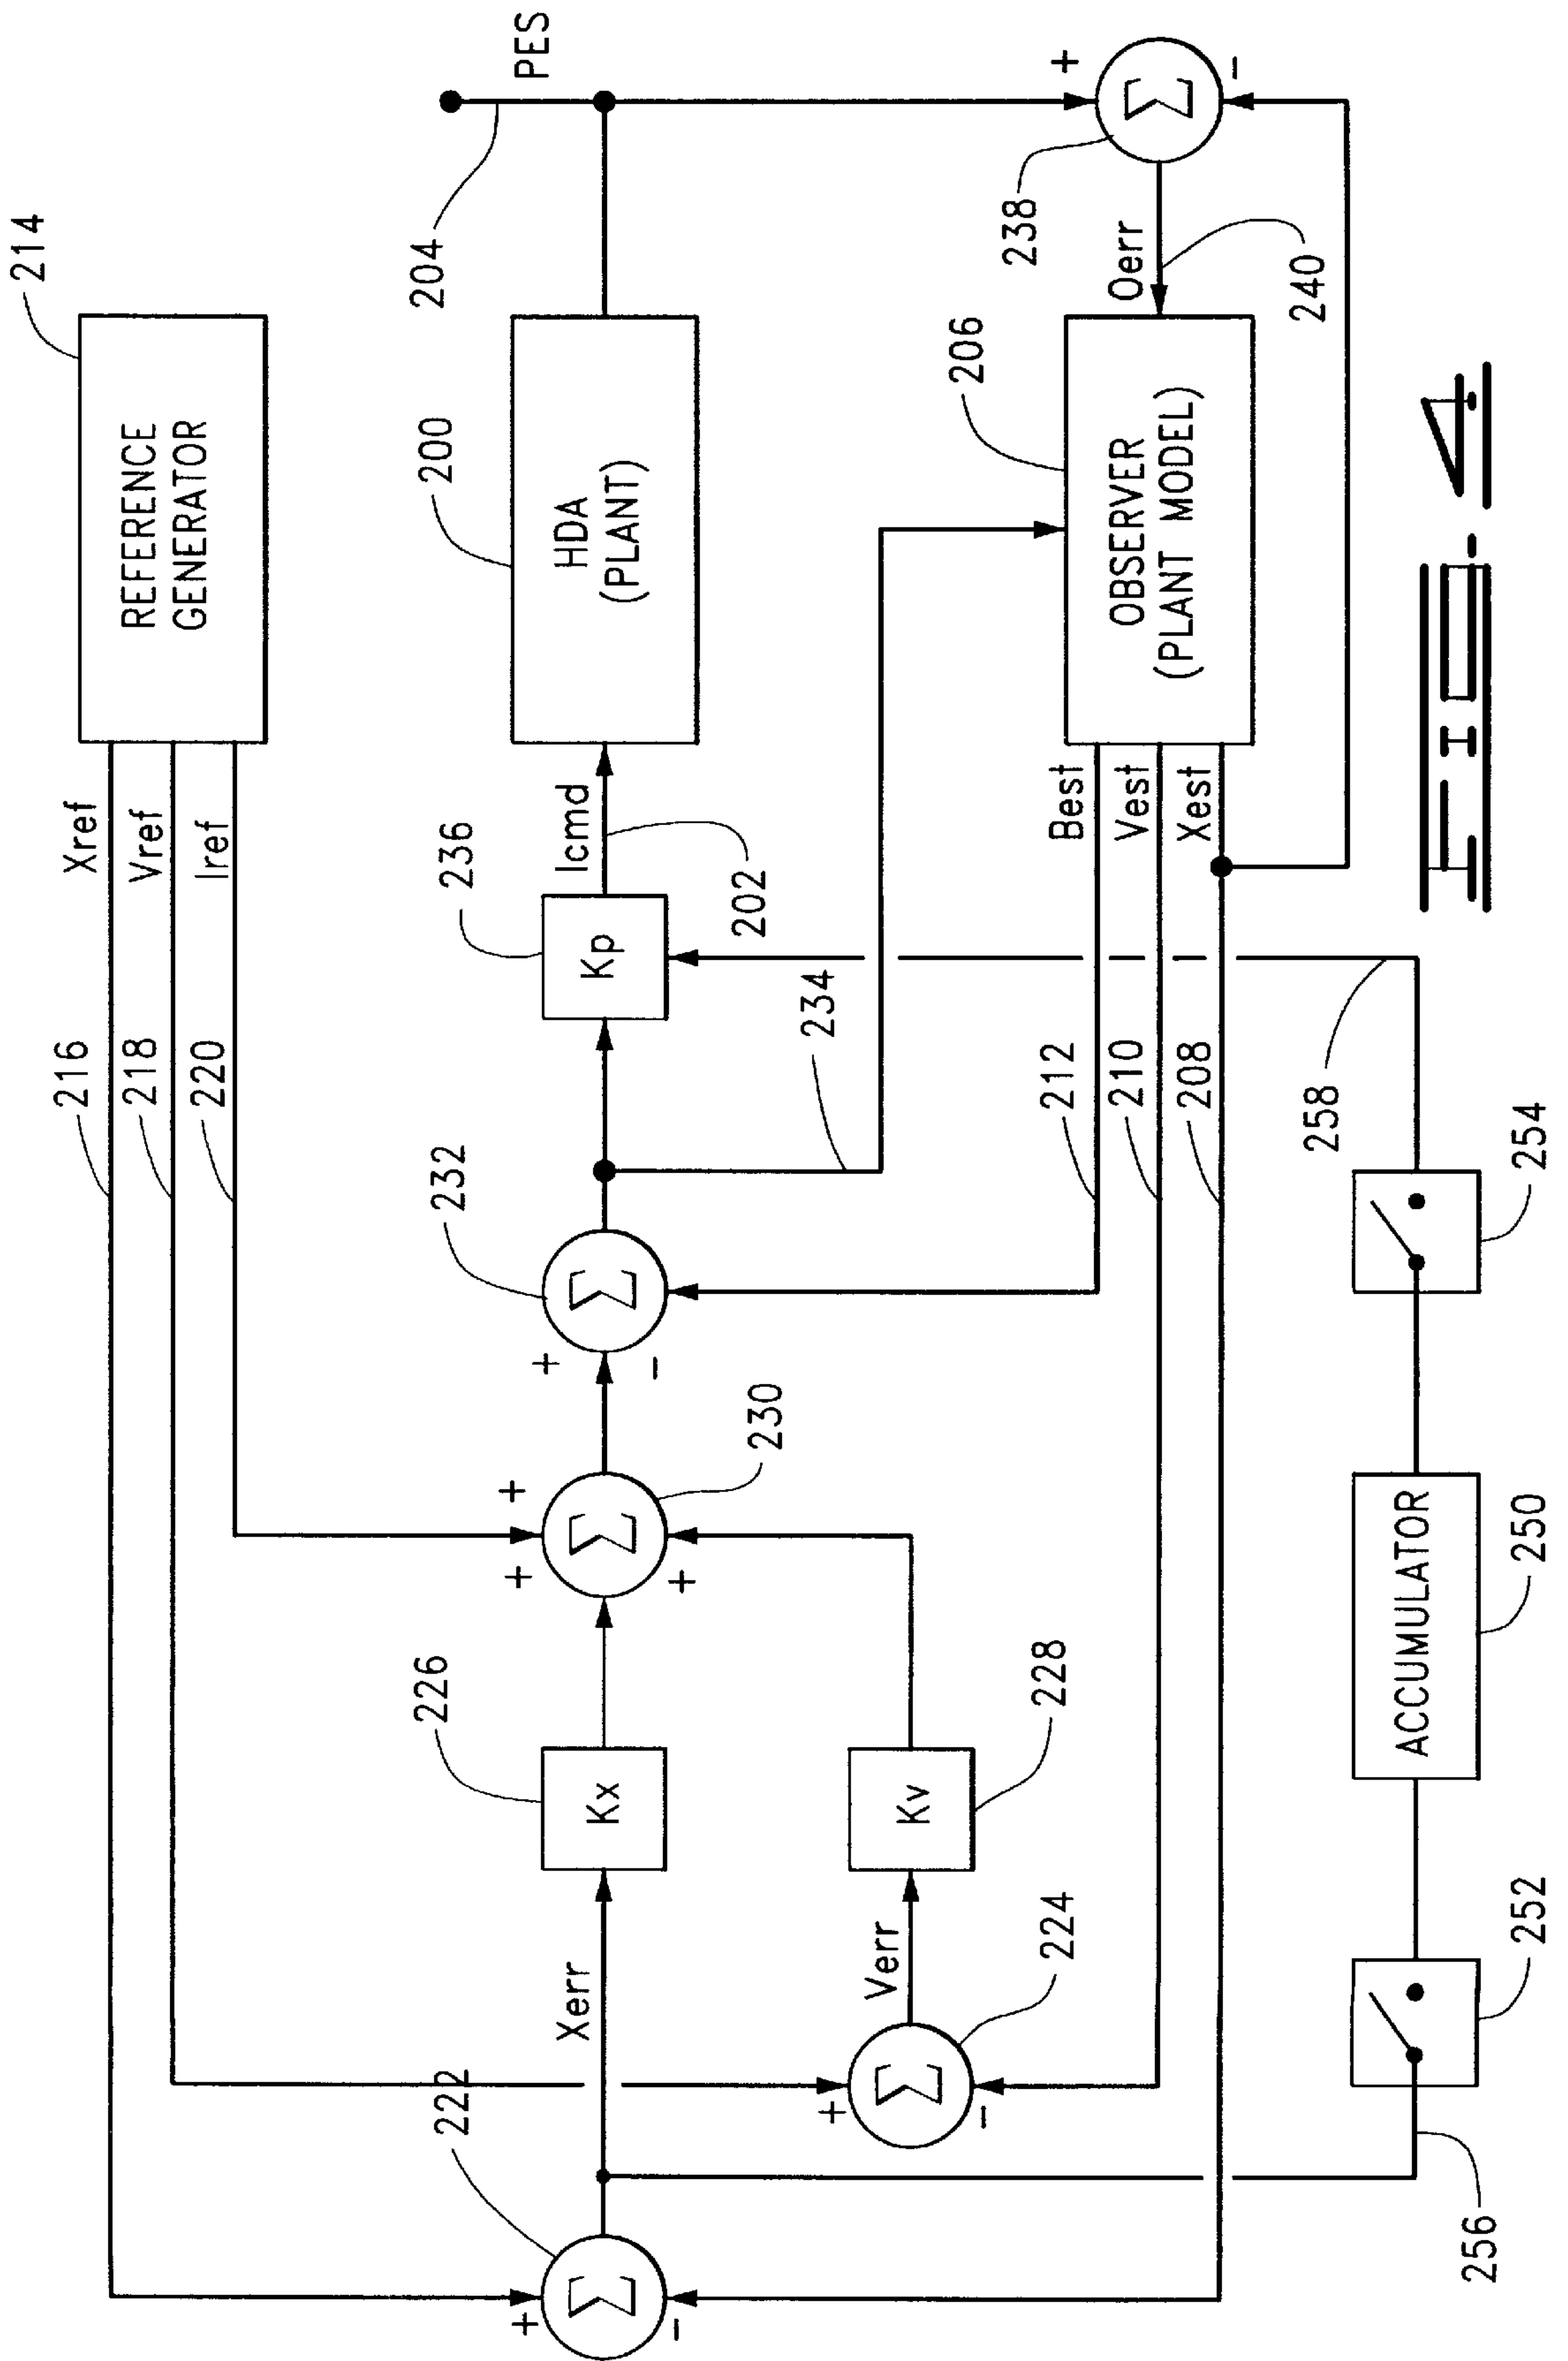 214
REFERENCE
GENERATOR
Xref
Vref
Iref
216
218
220
PES
204
200
HDA
(PLANT)
236
Icmd
202
Kp
232
Σ
+
-
234
230
Σ
+
+
+
226
Kx
Xerr
222
Σ
+
-
228
Kv
Verr
224
Σ
+
-
238
Σ
+
-
Oerr
240
206
OBSERVER
(PLANT MODEL)
Best
Vest
Xest
212
210
208
258
254
ACCUMULATOR
250
252
256
FIG. 4